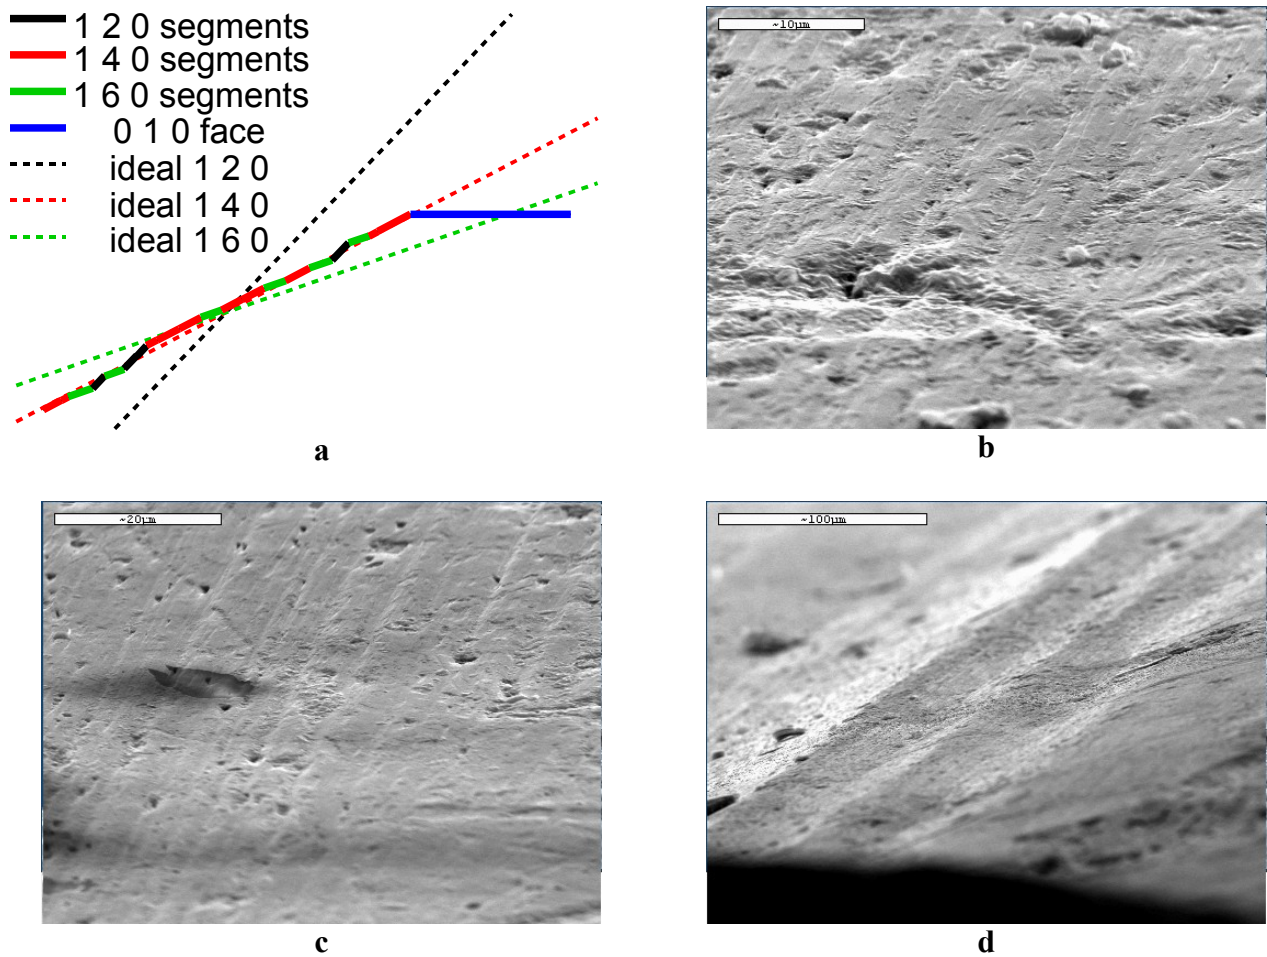 1 2 0 segments
1 4 0 segments
1 6 0 segments
0 1 0 face
ideal 1 2 0
ideal 1 4 0
ideal 1 6 0
a
~10µm
b
~20µm
c
~100µm
d